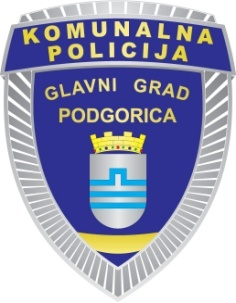 KOMUNALNA
POLICIJA
GLAVNI GRAD
PODGORICA